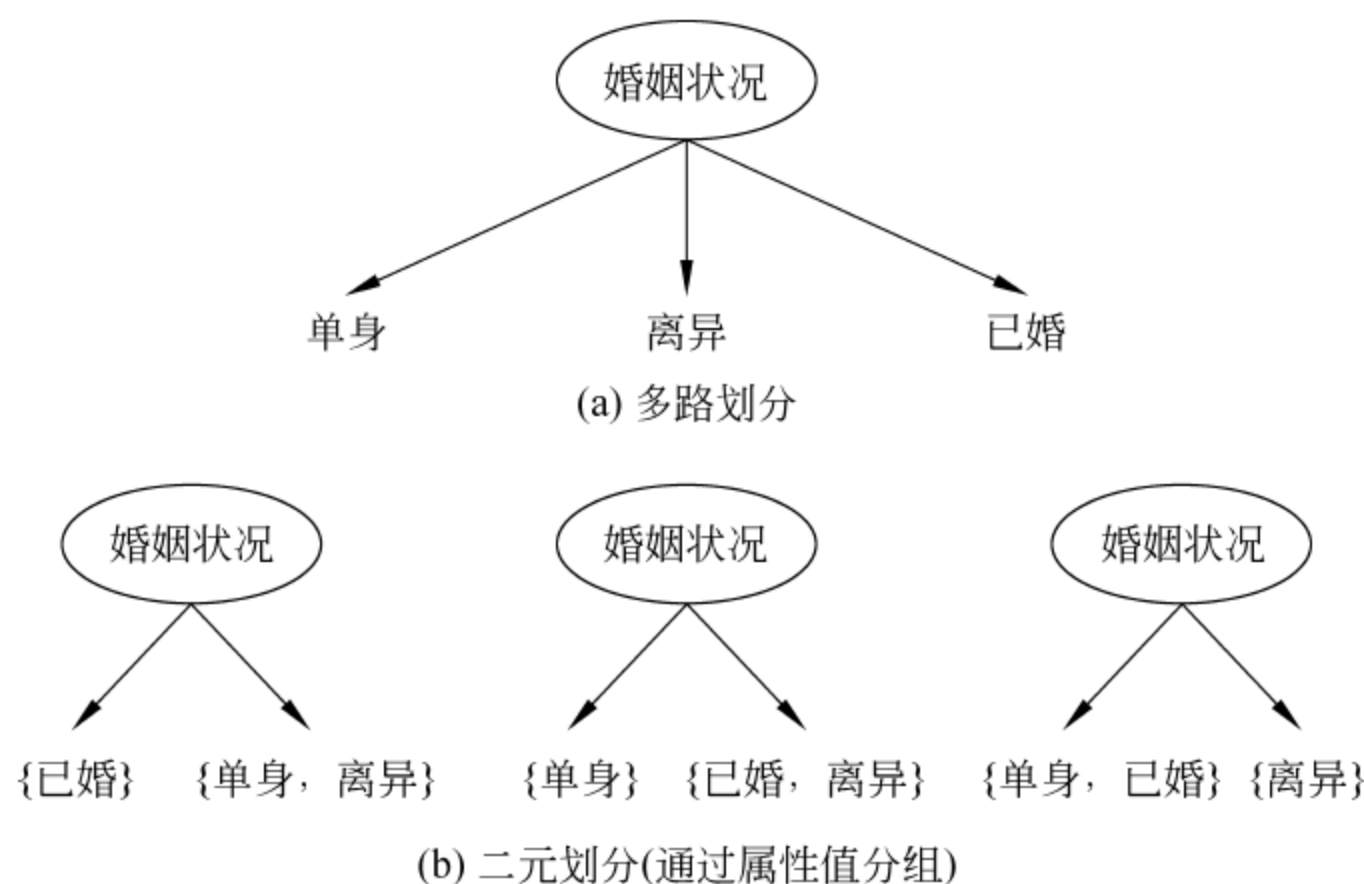 婚姻状况
单身 离异 已婚
(a) 多路划分
婚姻状况 婚姻状况 婚姻状况
{已婚} {单身，离异} {单身} {已婚，离异} {单身，已婚} {离异}
(b) 二元划分(通过属性值分组)